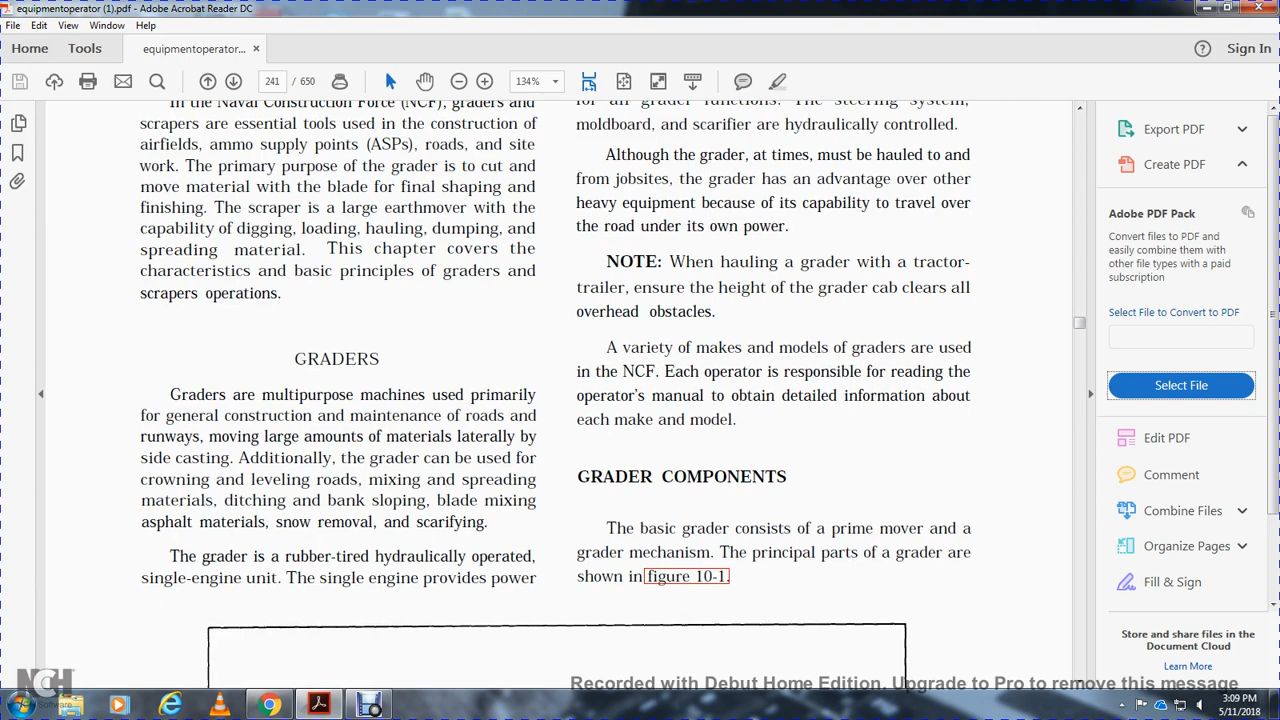 equipmentoperator (1).pdf - Adobe Acrobat Reader DC
File Edit View Window Help
Home Tools equipmentoperator... × Sign In
241 / 650 134%
In the Naval Construction Force (NCF), graders and
scrapers are essential tools used in the construction of
airfields, ammo supply points (ASPs), roads, and site
work. The primary purpose of the grader is to cut and
move material with the blade for final shaping and
finishing. The scraper is a large earthmover with the
capability of digging, loading, hauling, dumping, and
spreading material. This chapter covers the
characteristics and basic principles of graders and
scrapers operations.
GRADERS
Graders are multipurpose machines used primarily
for general construction and maintenance of roads and
runways, moving large amounts of materials laterally by
side casting. Additionally, the grader can be used for
crowning and leveling roads, mixing and spreading
materials, ditching and bank sloping, blade mixing
asphalt materials, snow removal, and scarifying.
The grader is a rubber-tired hydraulically operated,
single-engine unit. The single engine provides power
for all grader functions. The steering system,
moldboard, and scarifier are hydraulically controlled.
Although the grader, at times, must be hauled to and
from jobsites, the grader has an advantage over other
heavy equipment because of its capability to travel over
the road under its own power.
NOTE: When hauling a grader with a tractor-
trailer, ensure the height of the grader cab clears all
overhead obstacles.
A variety of makes and models of graders are used
in the NCF. Each operator is responsible for reading the
operator's manual to obtain detailed information about
each make and model.
GRADER COMPONENTS
The basic grader consists of a prime mover and a
grader mechanism. The principal parts of a grader are
shown in figure 10-1.
Export PDF
Create PDF
Adobe PDF Pack
Convert files to PDF and
easily combine them with
other file types with a paid
subscription
Select File to Convert to PDF
Select File
Edit PDF
Comment
Combine Files
Organize Pages
Fill & Sign
Store and share files in the
Document Cloud
Learn More
NCH
Software
Recorded with Debut Home Edition. Upgrade to Pro to remove this message
3:09 PM
5/11/2018